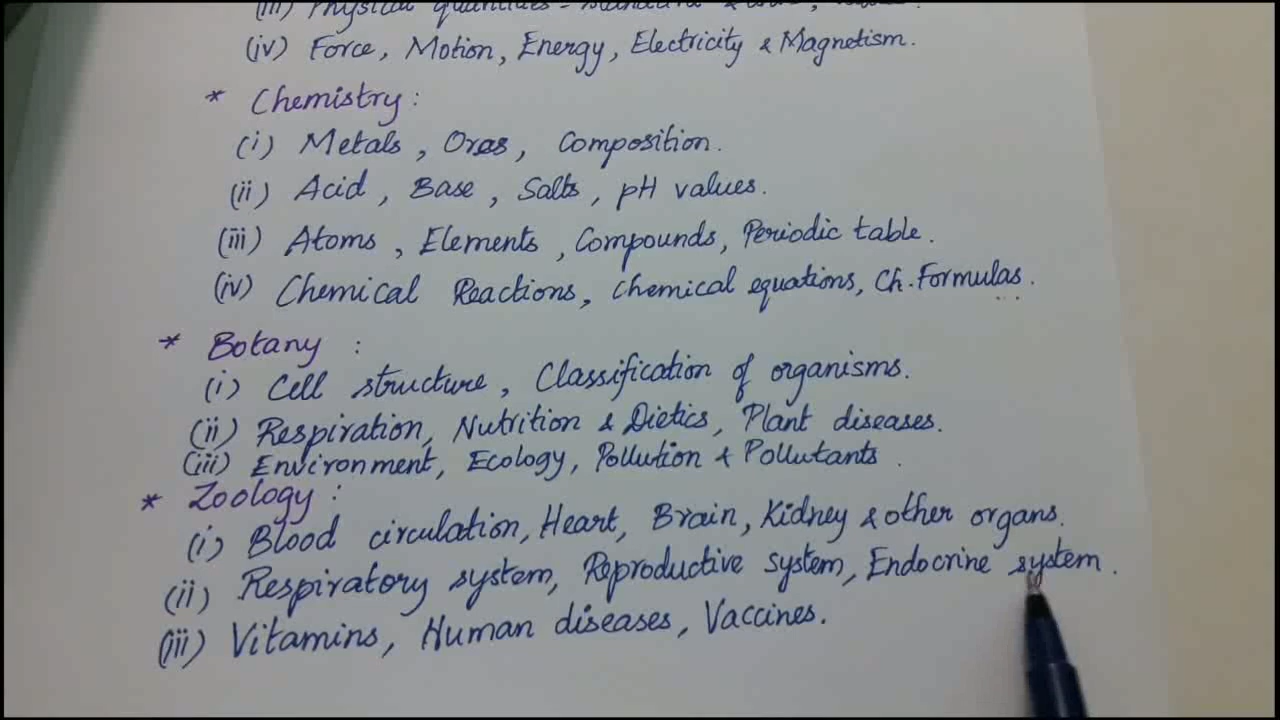 (iii) Physical quantities -
(iv) Force, Motion, Energy, Electricity & Magnetism.
* Chemistry :
(i) Metals, Ores, Composition.
(ii) Acid, Base, Salts, pH values.
(iii) Atoms, Elements, Compounds, Periodic table.
(iv) Chemical Reactions, Chemical equations, Ch. Formulas.
* Botany :
(i) Cell structure, Classification of organisms.
(ii) Respiration, Nutrition & Dietics, Plant diseases.
(iii) Environment, Ecology, Pollution & Pollutants.
* Zoology :
(i) Blood circulation, Heart, Brain, Kidney & other organs.
(ii) Respiratory system, Reproductive system, Endocrine system.
(iii) Vitamins, Human diseases, Vaccines.